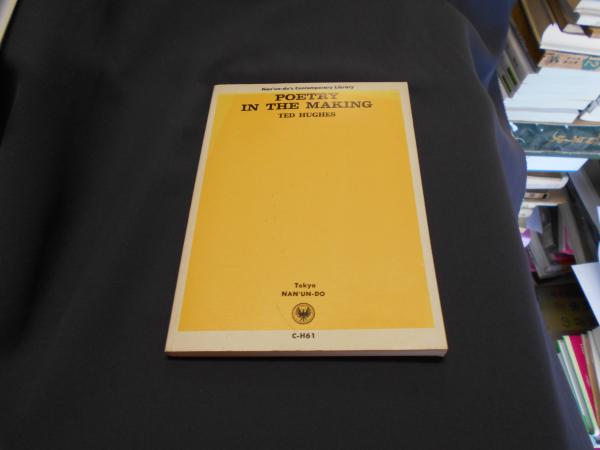 Nan'un-do's Contemporary Library
POETRY
IN THE MAKING
TED HUGHES
Tokyo
NAN'UN-DO
C-H61